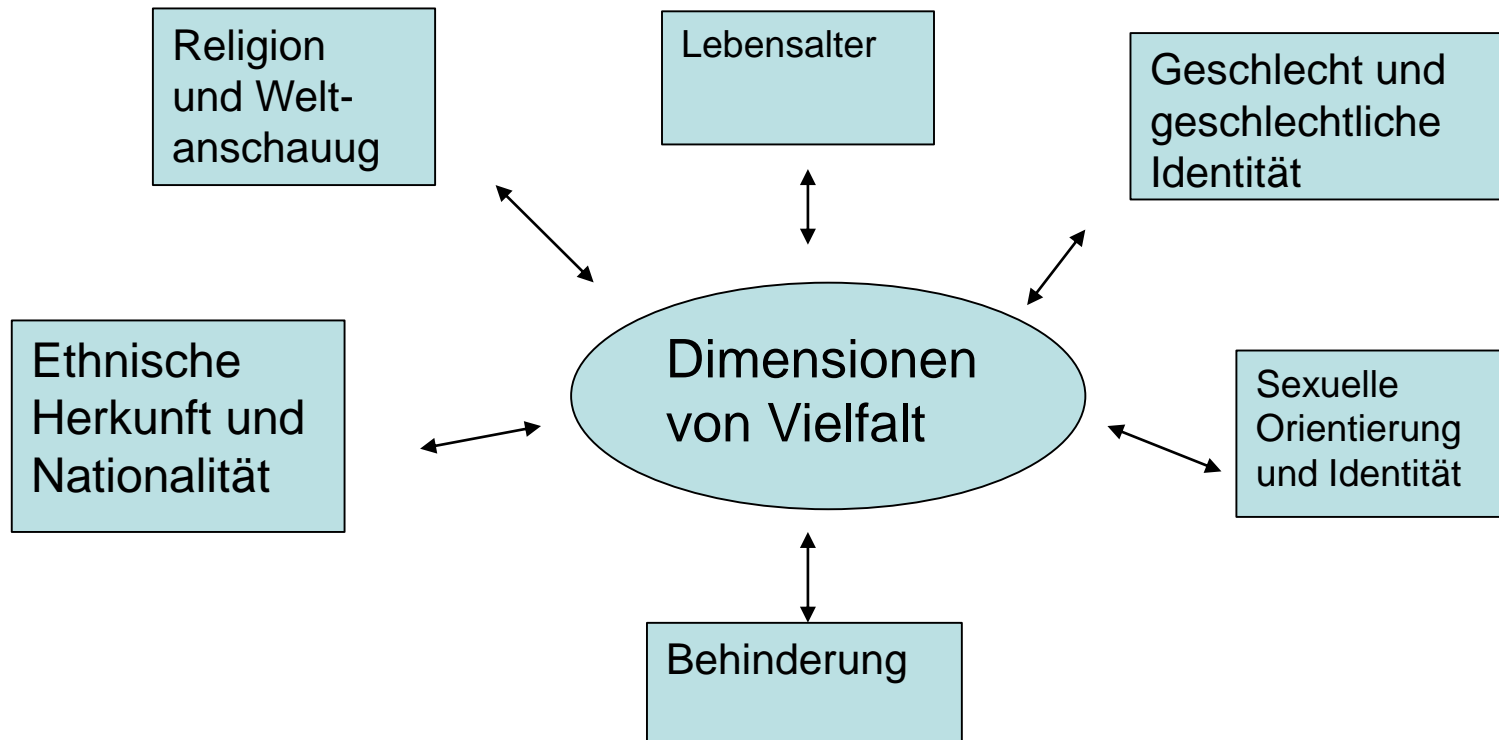 Religion
und Welt-
anschauug
Lebensalter
Geschlecht und
geschlechtliche
Identität
Ethnische
Herkunft und
Nationalität
Dimensionen
von Vielfalt
Sexuelle
Orientierung
und Identität
Behinderung